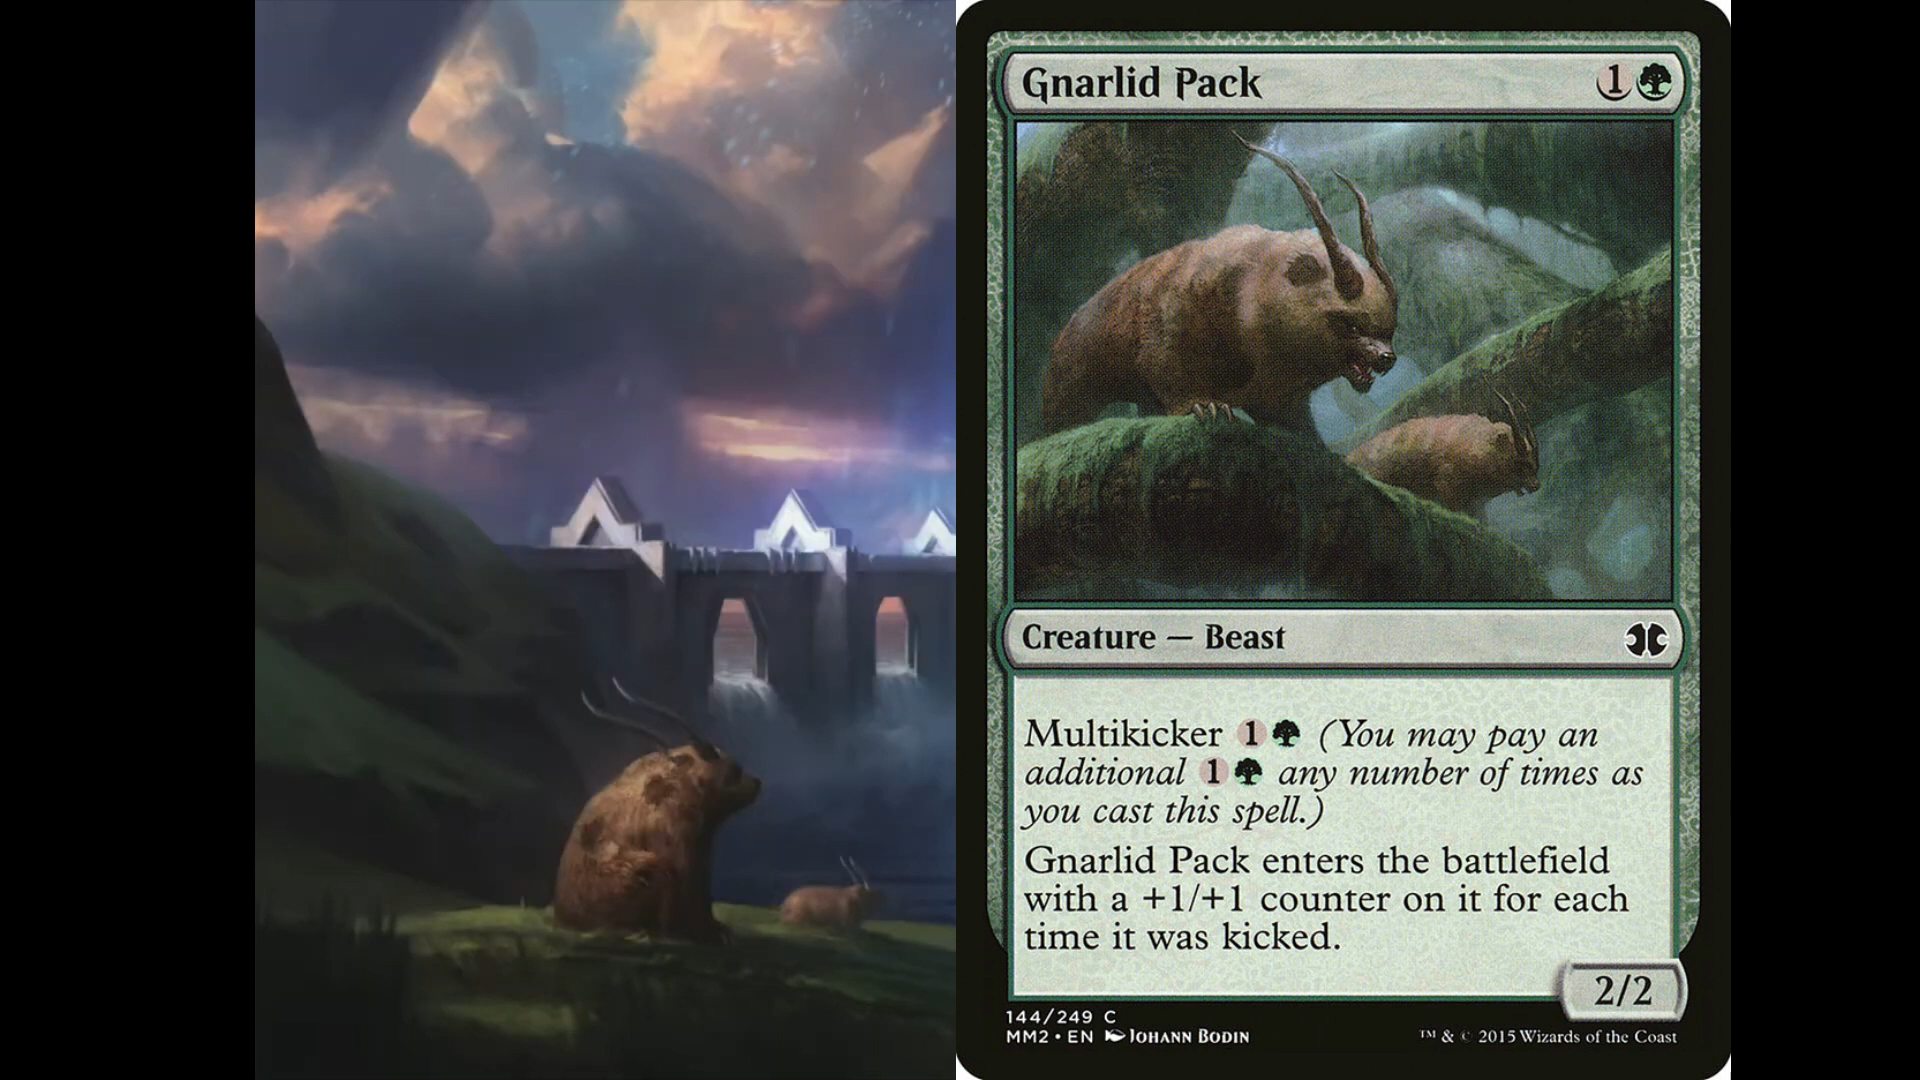 Gnarlid Pack 1
Creature — Beast
Multikicker 1 (You may pay an
additional 1 any number of times as
you cast this spell.)
Gnarlid Pack enters the battlefield
with a +1/+1 counter on it for each
time it was kicked.
2/2
144/249 C
MM2 • EN Johann Bodin
™ & © 2015 Wizards of the Coast